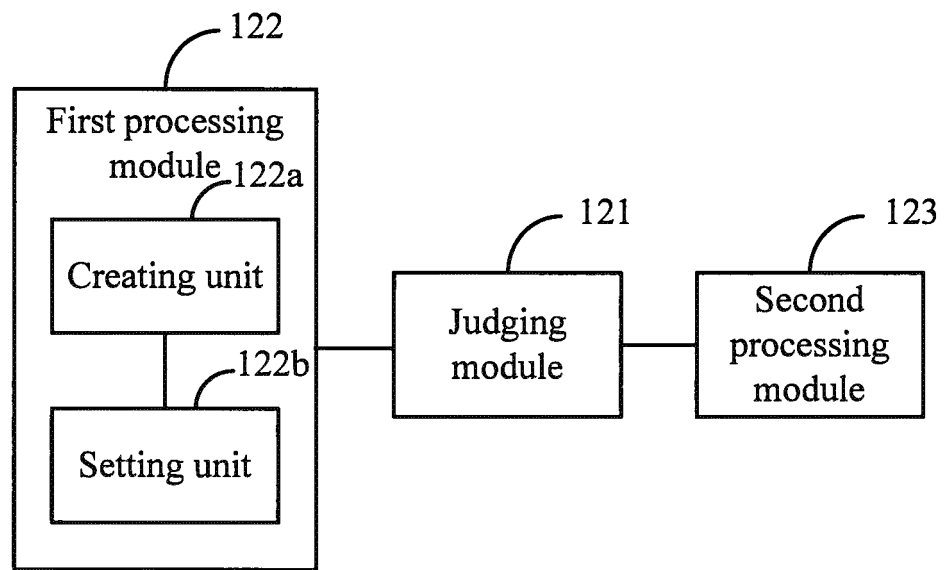 122
First processing
module
122a
Creating unit
122b
Setting unit
121
Judging
module
123
Second
processing
module